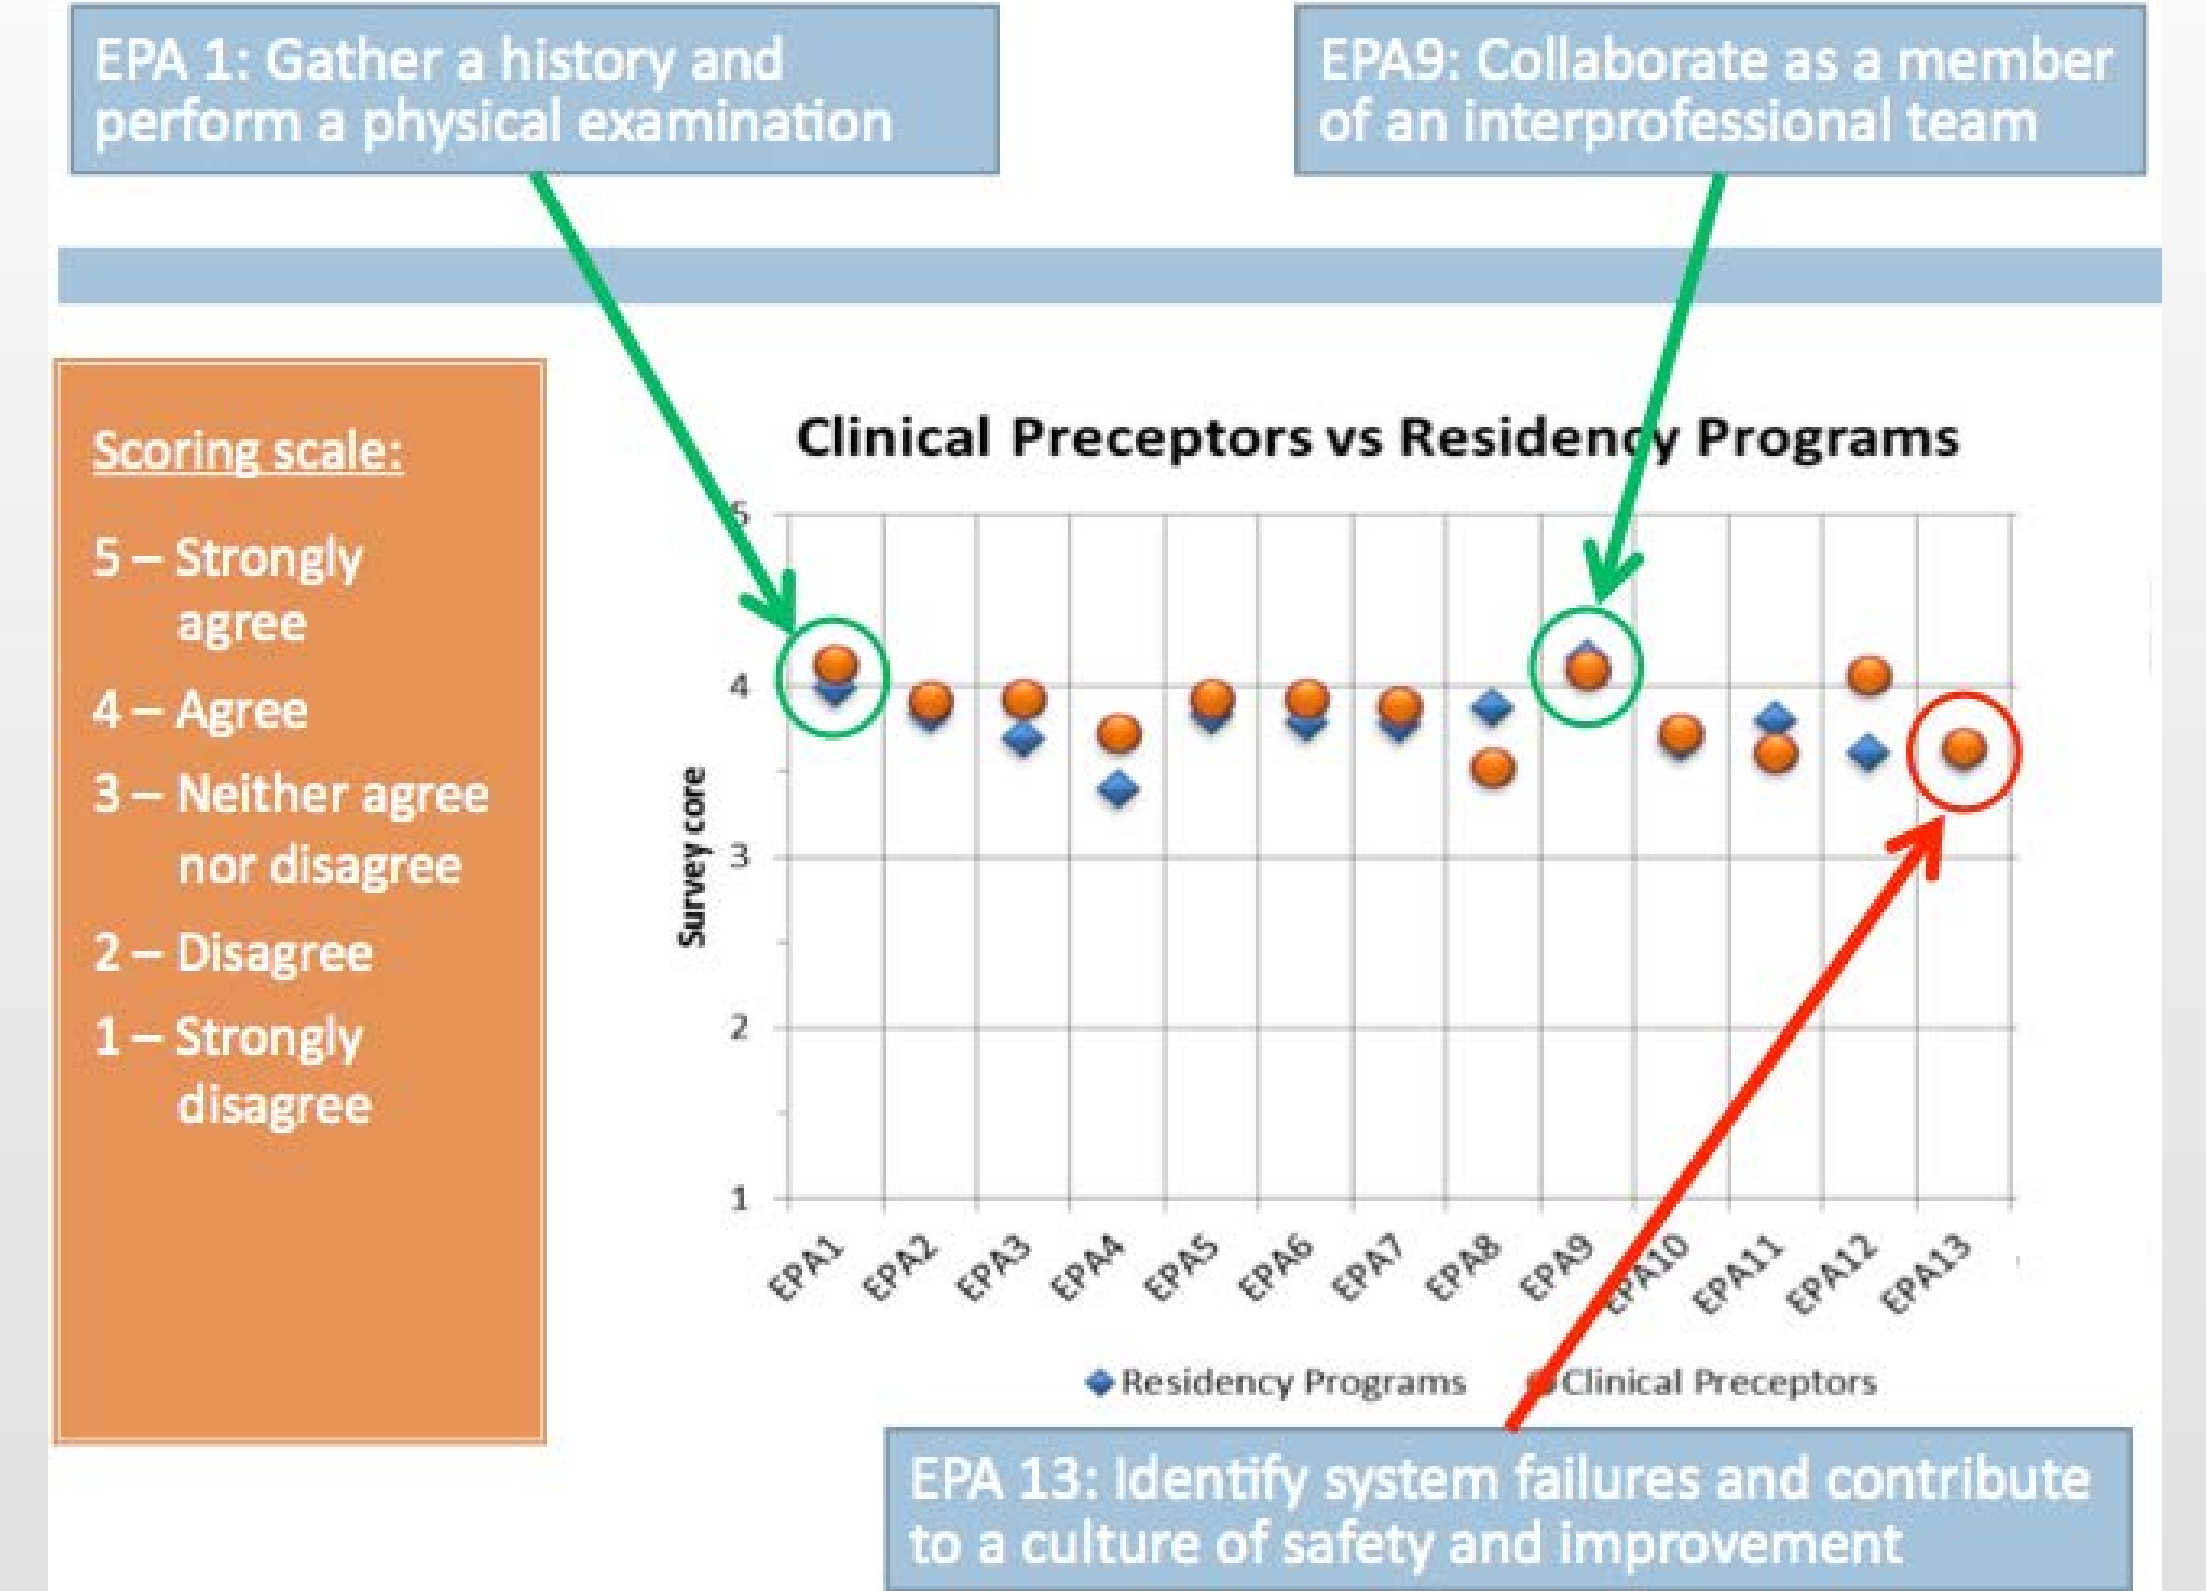 EPA 1: Gather a history and
perform a physical examination
EPA9: Collaborate as a member
of an interprofessional team
Scoring scale:
5 – Strongly
agree
4 – Agree
3 – Neither agree
nor disagree
2 – Disagree
1 – Strongly
disagree
Clinical Preceptors vs Residency Programs
Survey core
5
4
3
2
1
EPA1
EPA2
EPA3
EPA4
EPA5
EPA6
EPA7
EPA8
EPA9
EPA10
EPA11
EPA12
EPA13
Residency Programs
Clinical Preceptors
EPA 13: Identify system failures and contribute
to a culture of safety and improvement